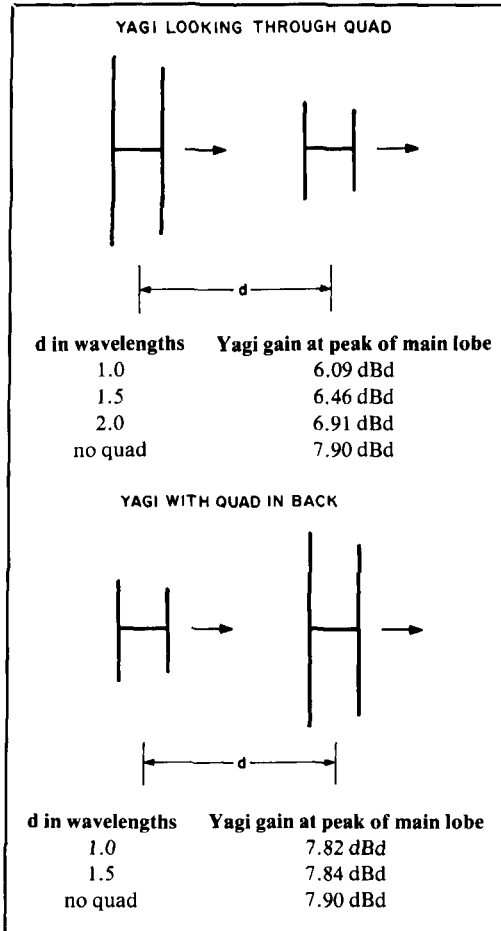 YAGI LOOKING THROUGH QUAD
d
d in wavelengths Yagi gain at peak of main lobe
1.0 6.09 dBd
1.5 6.46 dBd
2.0 6.91 dBd
no quad 7.90 dBd
YAGI WITH QUAD IN BACK
d
d in wavelengths Yagi gain at peak of main lobe
1.0 7.82 dBd
1.5 7.84 dBd
no quad 7.90 dBd